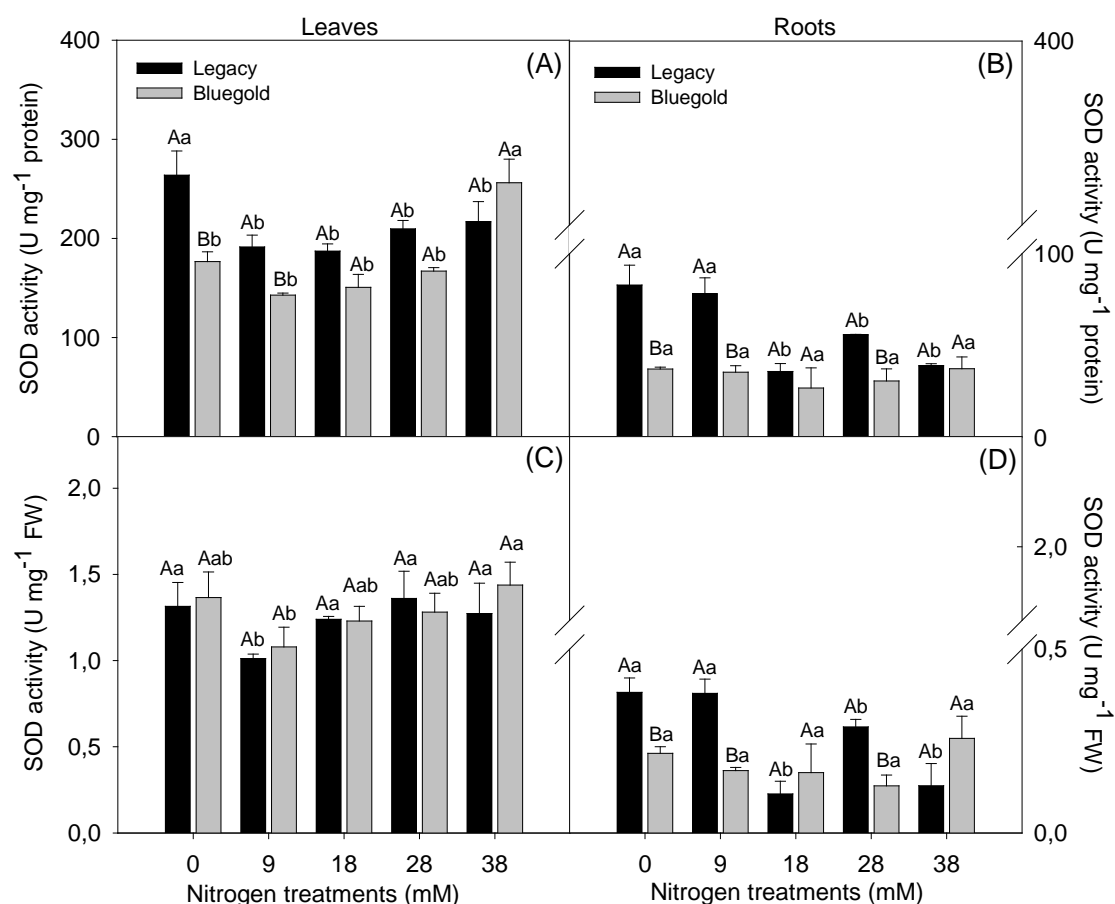 Leaves
Roots
400
300
200
100
0
SOD activity (U mg-1 protein)
Legacy
Bluegold
(A)
Aa
Bb
Ab
Bb
Ab
Ab
Ab
Ab
Ab
Aa
Legacy
Bluegold
(B)
Aa
Ba
Aa
Ba
Ab
Aa
Ab
Ba
Ab
Aa
400
100
0
SOD activity (U mg-1 protein)
2,0
1,5
1,0
0,5
0,0
SOD activity (U mg-1 FW)
(C)
Aa
Aab
Ab
Ab
Aa
Aab
Aa
Aab
Aa
Aa
(D)
Aa
Ba
Aa
Ba
Ab
Aa
Ab
Ba
Ab
Aa
2,0
0,5
0,0
SOD activity (U mg-1 FW)
0 9 18 28 38
Nitrogen treatments (mM)
0 9 18 28 38
Nitrogen treatments (mM)